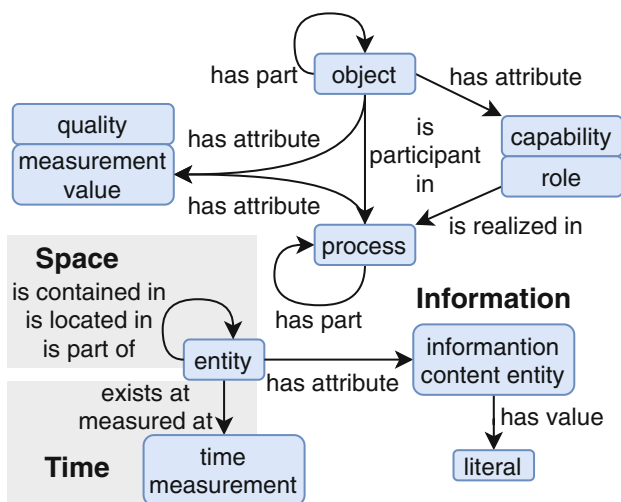 has part
object
has attribute
quality
measurement
value
has attribute
is
participant
in
capability
role
has attribute
is realized in
process
has part
Space
is contained in
is located in
is part of
entity
has attribute
Information
informantion
content entity
exists at
measured at
has value
Time
time
measurement
literal